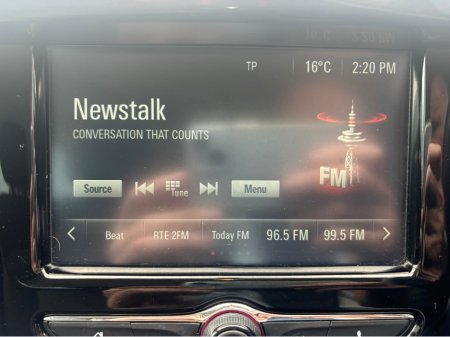 TP 16°C 2:20 PM
Newstalk
CONVERSATION THAT COUNTS
FM
Source Tune Menu
Beat RTE 2FM Today FM 96.5 FM 99.5 FM